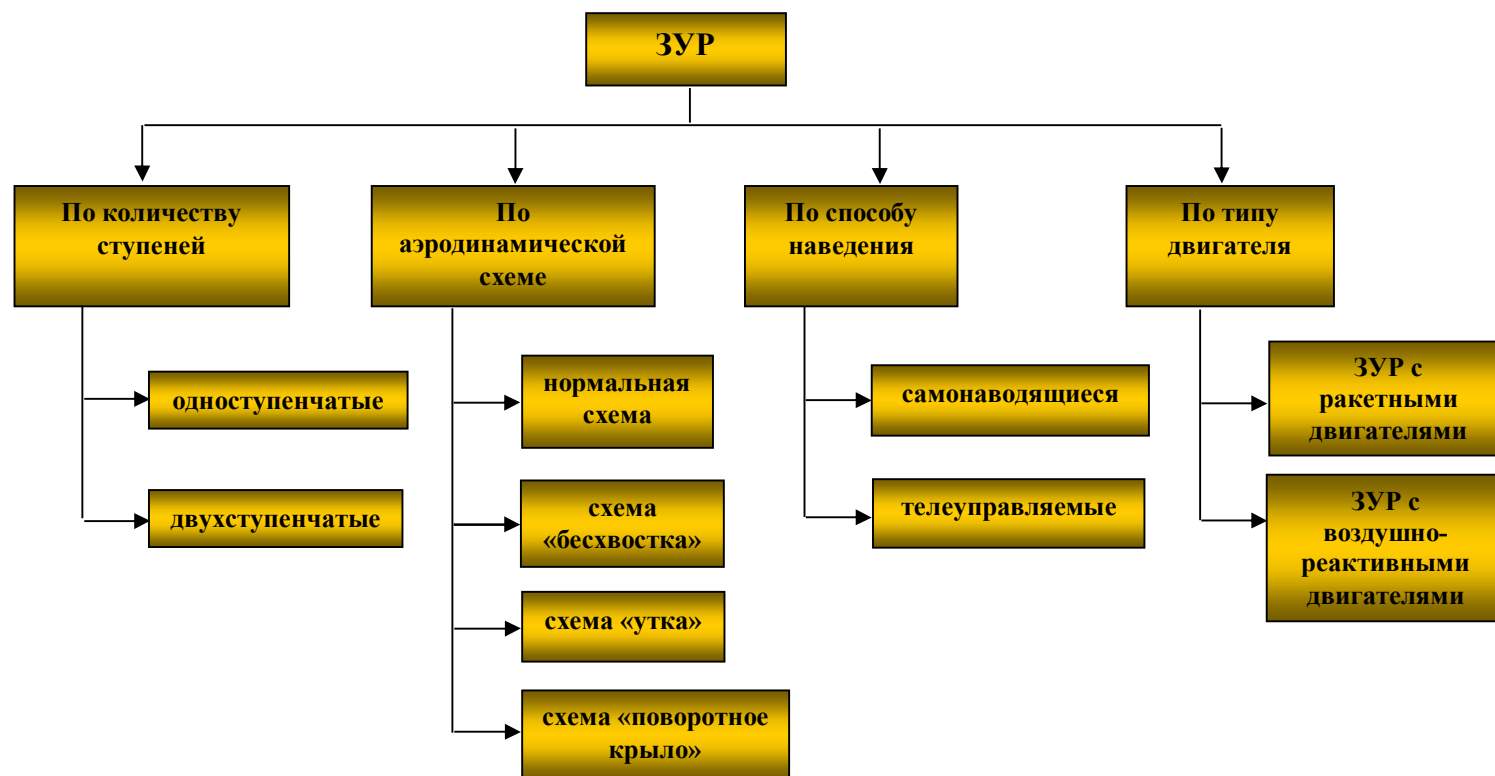 ЗУР
По количеству
ступеней
По
аэродинамической
схеме
По способу
наведения
По типу
двигателя
одноступенчатые
двухступенчатые
нормальная
схема
схема
«бесхвостка»
схема «утка»
схема «поворотное
крыло»
самонаводящиеся
телеуправляемые
ЗУР с
ракетными
двигателями
ЗУР с
воздушно-
реактивными
двигателями